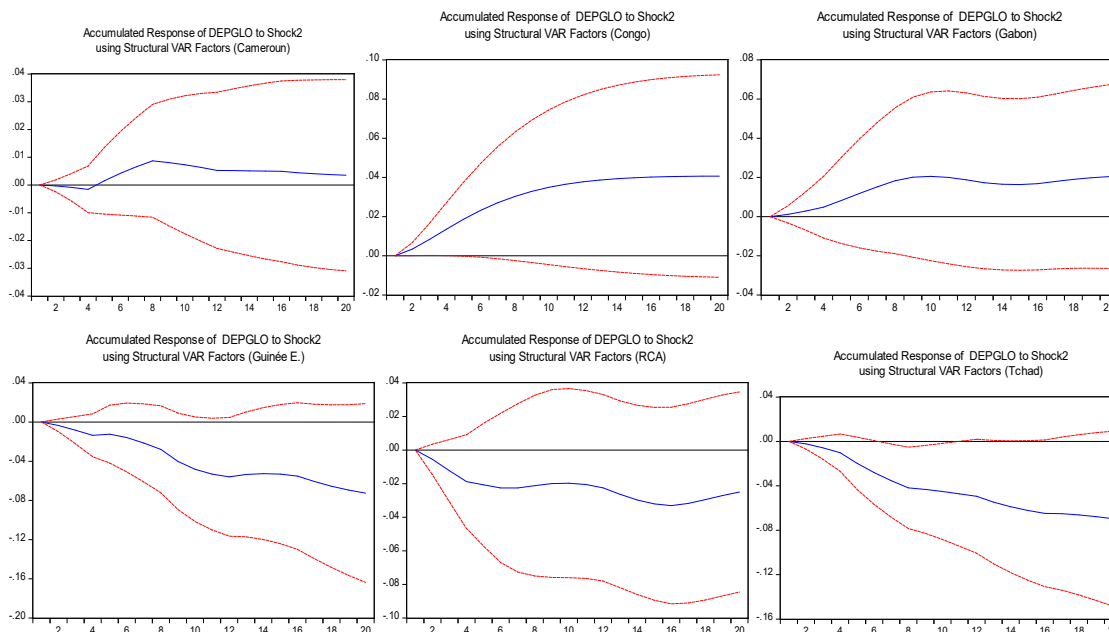 Accumulated Response of DEPGLO to Shock2
using Structural VAR Factors (Cameroun)
.04
.03
.02
.01
.00
-.01
-.02
-.03
-.04
2 4 6 8 10 12 14 16 18 20
Accumulated Response of DEPGLO to Shock2
using Structural VAR Factors (Congo)
.10
.08
.06
.04
.02
.00
-.02
2 4 6 8 10 12 14 16 18 20
Accumulated Response of DEPGLO to Shock2
using Structural VAR Factors (Gabon)
.08
.06
.04
.02
.00
-.02
-.04
2 4 6 8 10 12 14 16 18 20
Accumulated Response of DEPGLO to Shock2
using Structural VAR Factors (Guinée E.)
.04
.00
-.04
-.08
-.12
-.16
-.20
2 4 6 8 10 12 14 16 18 20
Accumulated Response of DEPGLO to Shock2
using Structural VAR Factors (RCA)
.04
.02
.00
-.02
-.04
-.06
-.08
-.10
2 4 6 8 10 12 14 16 18 20
Accumulated Response of DEPGLO to Shock2
using Structural VAR Factors (Tchad)
.04
.00
-.04
-.08
-.12
-.16
2 4 6 8 10 12 14 16 18 20